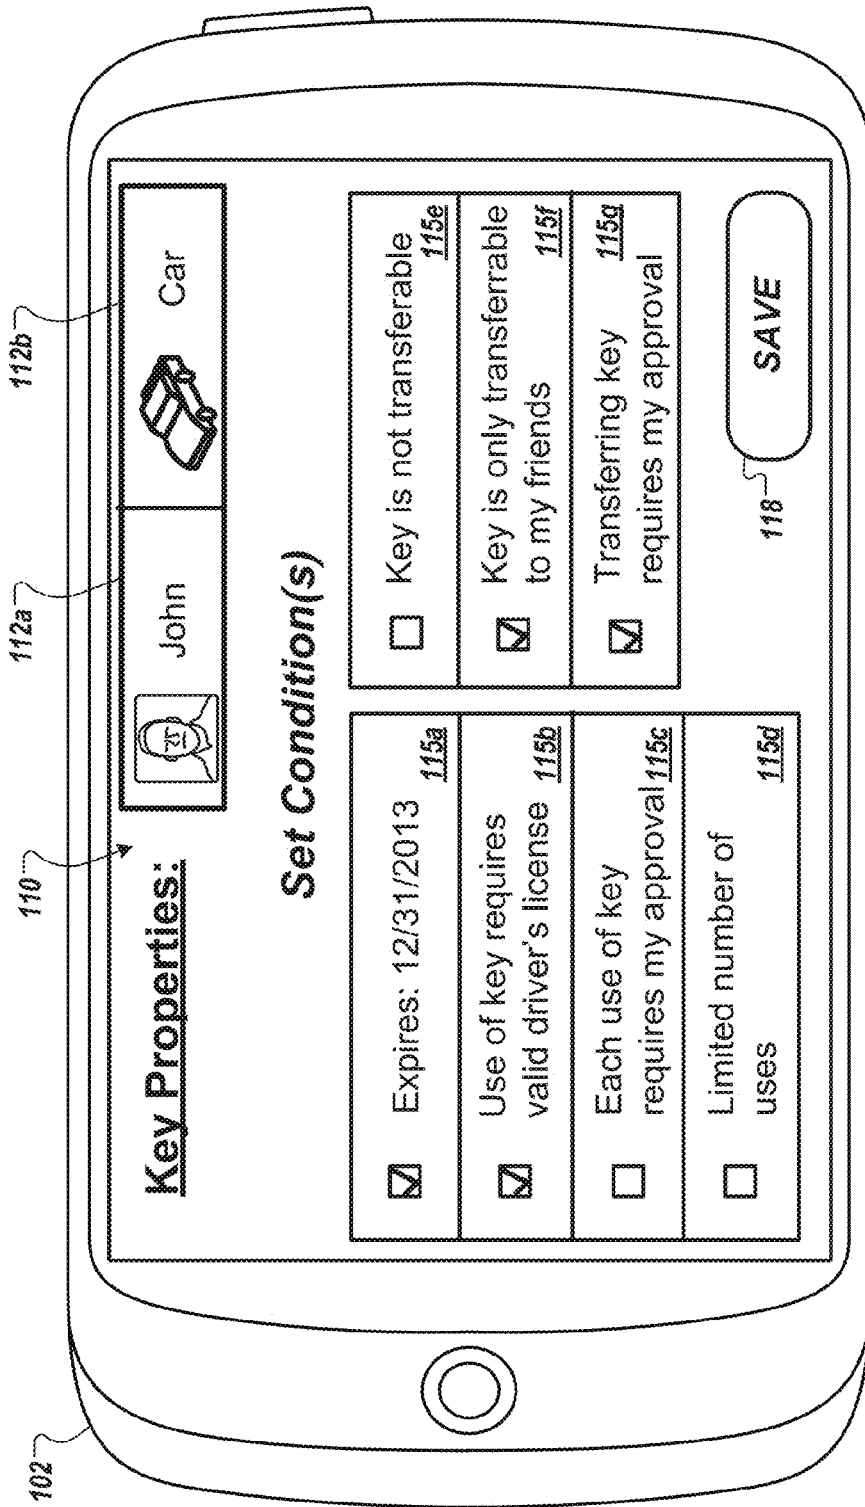 102
110
112a
112b
Key Properties:
John
Car
Set Condition(s)
Expires: 12/31/2013
115a
Use of key requires
valid driver's license
115b
Each use of key
requires my approval
115c
Limited number of
uses
115d
Key is not transferable
115e
Key is only transferrable
to my friends
115f
Transferring key
requires my approval
115g
SAVE
118